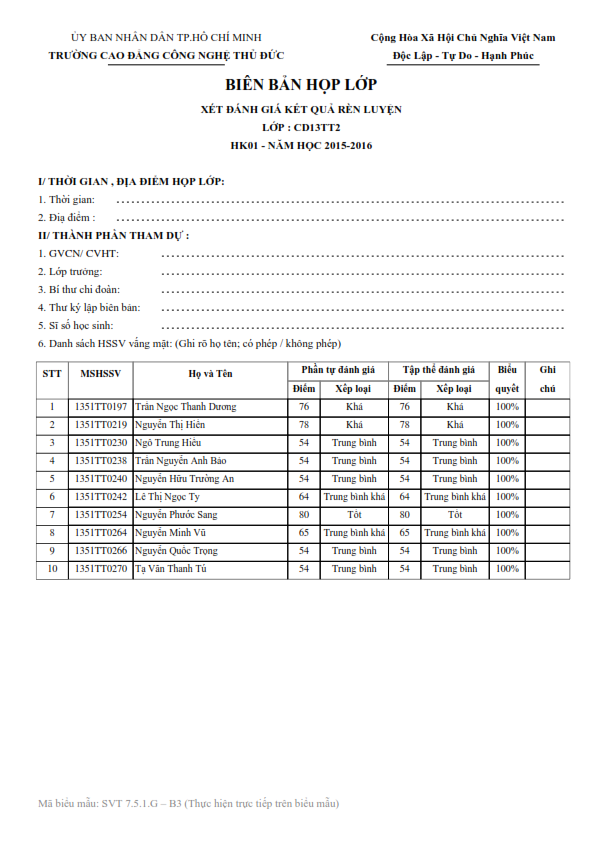 ỦY BAN NHÂN DÂN TP.HỒ CHÍ MINH
Cộng Hòa Xã Hội Chủ Nghĩa Việt Nam
TRƯỜNG CAO ĐẲNG CÔNG NGHỆ THỦ ĐỨC
Độc Lập - Tự Do - Hạnh Phúc
BIÊN BẢN HỌP LỚP
XÉT ĐÁNH GIÁ KẾT QUẢ RÈN LUYỆN
LỚP : CD13TT2
HK01 - NĂM HỌC 2015-2016
I/ THỜI GIAN , ĐỊA ĐIỂM HỌP LỚP:
1. Thời gian:
2. Địa điểm :
II/ THÀNH PHẦN THAM DỰ :
1. GVCN/ CVHT:
2. Lớp trưởng:
3. Bí thư chi đoàn:
4. Thư ký lập biên bản:
5. Sĩ số học sinh:
6. Danh sách HSSV vắng mặt: (Ghi rõ họ tên; có phép / không phép)
STT MSHSSV Họ và Tên Phần tự đánh giá Tập thể đánh giá Biểu quyết Ghi chú
Điểm Xếp loại Điểm Xếp loại
1 1351TT0197 Trần Ngọc Thanh Dương 76 Khá 76 Khá 100%
2 1351TT0219 Nguyễn Thị Hiền 78 Khá 78 Khá 100%
3 1351TT0230 Ngô Trung Hiếu 54 Trung bình 54 Trung bình 100%
4 1351TT0238 Trần Nguyễn Anh Bảo 54 Trung bình 54 Trung bình 100%
5 1351TT0240 Nguyễn Hữu Trường An 54 Trung bình 54 Trung bình 100%
6 1351TT0242 Lê Thị Ngọc Ty 64 Trung bình khá 64 Trung bình khá 100%
7 1351TT0254 Nguyễn Phước Sang 80 Tốt 80 Tốt 100%
8 1351TT0264 Nguyễn Minh Vũ 65 Trung bình khá 65 Trung bình khá 100%
9 1351TT0266 Nguyễn Quốc Trọng 54 Trung bình 54 Trung bình 100%
10 1351TT0270 Tạ Văn Thanh Tú 54 Trung bình 54 Trung bình 100%
Mã biểu mẫu: SVT 7.5.1.G – B3 (Thực hiện trực tiếp trên biểu mẫu)